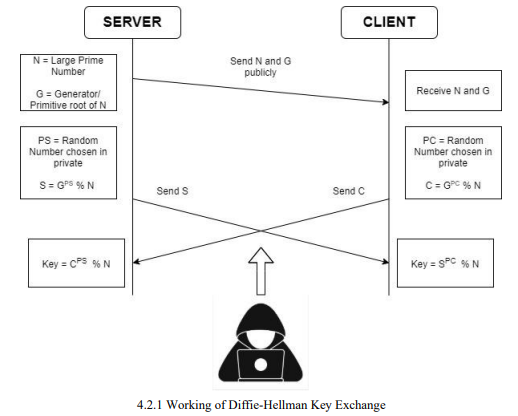 SERVER
CLIENT
N = Large Prime
Number
G = Generator/
Primitive root of N
Send N and G
publicly
Receive N and G
PS = Random
Number chosen in
private
S = G^PS % N
PC = Random
Number chosen in
private
C = G^PC % N
Send S
Send C
Key = C^PS % N
Key = S^PC % N
4.2.1 Working of Diffie-Hellman Key Exchange